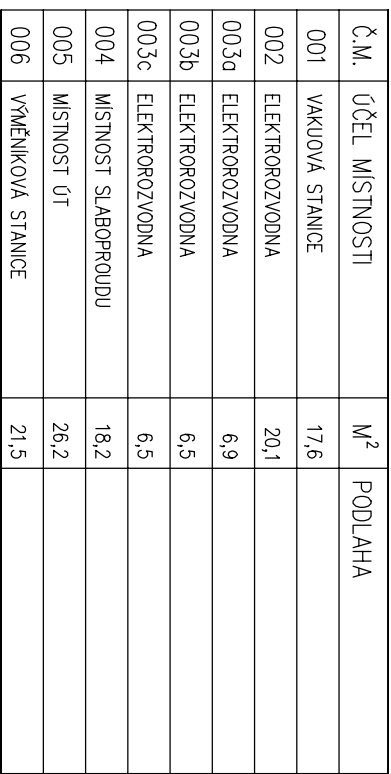 Č.M. ÚČEL MÍSTNOSTI M² PODLAHA
001 VAKUOVÁ STANICE 17,6
002 ELEKTROROZVODNA 20,1
003a ELEKTROROZVODNA 6,9
003b ELEKTROROZVODNA 6,5
003c ELEKTROROZVODNA 6,5
004 MÍSTNOST SLABOPROUDU 18,2
005 MÍSTNOST ÚT 26,2
006 VÝMĚNÍKOVÁ STANICE 21,5